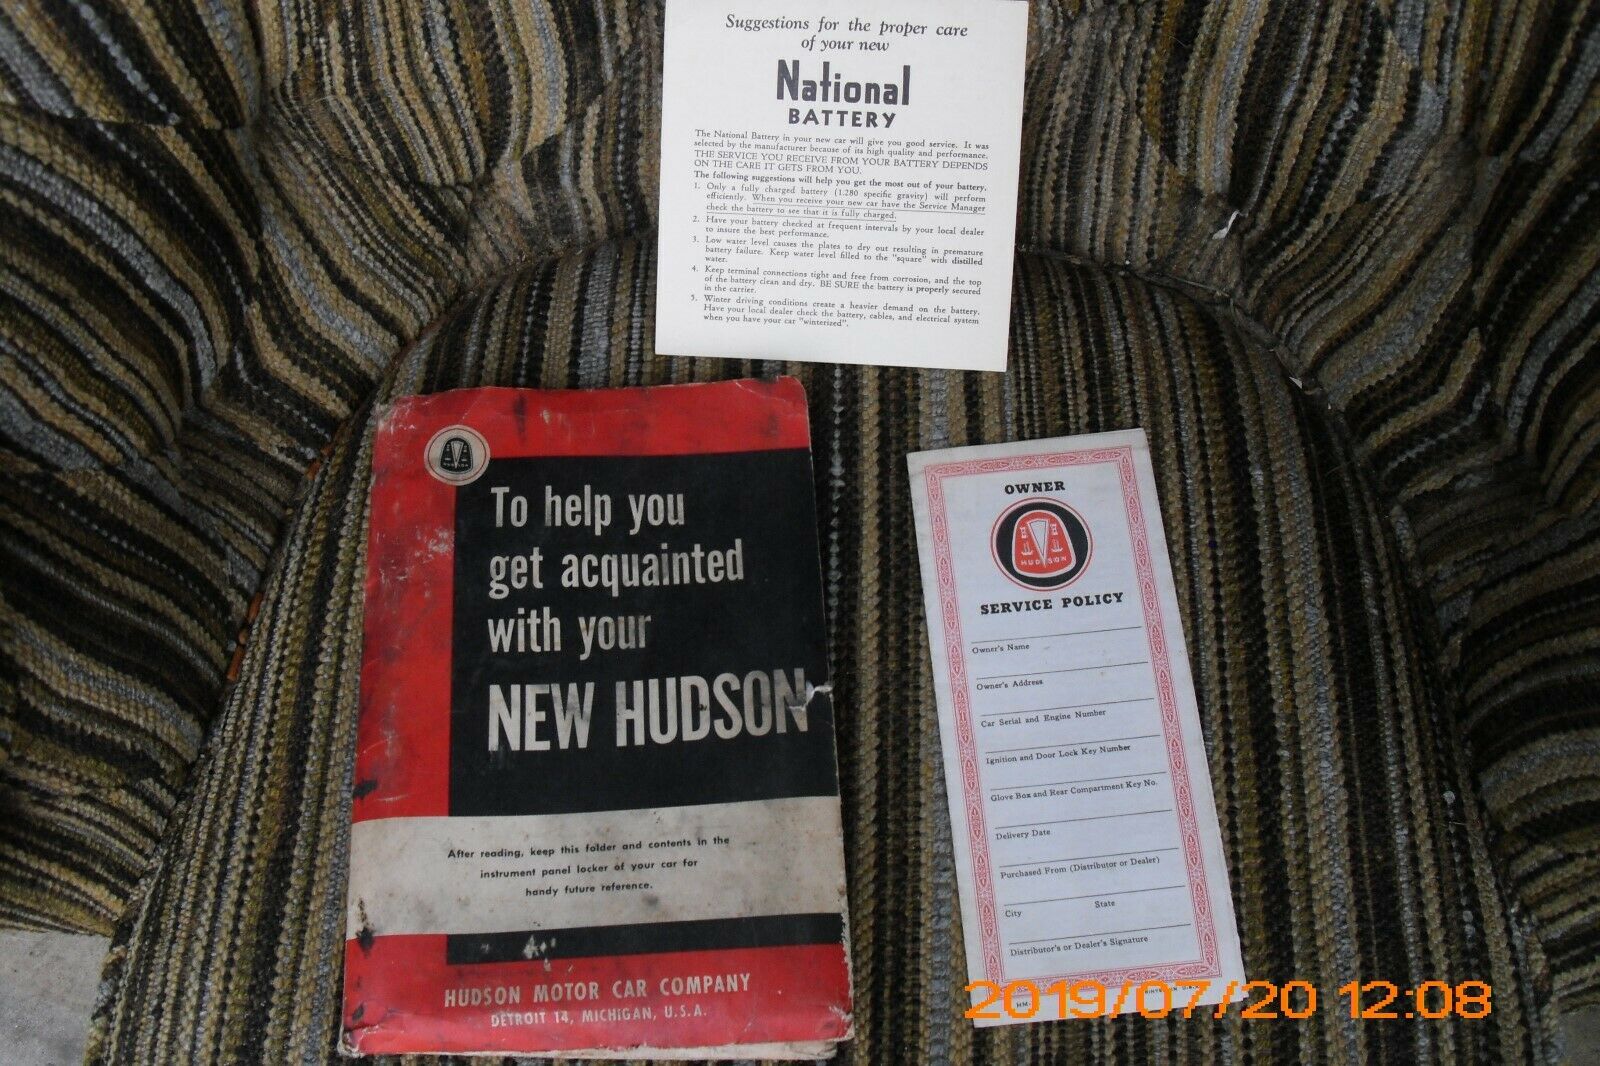 Suggestions for the proper care
of your new
National
BATTERY
The National Battery in your new car will give you good service. It was
selected by the manufacturer because of its high quality and performance.
THE SERVICE YOU RECEIVE FROM YOUR BATTERY DEPENDS
ON THE CARE IT GETS FROM YOU.
The following suggestions will help you get the most out of your battery.
1. Only a fully charged battery (1.280 specific gravity) will perform
efficiently. When you receive your new car have the Service Manager
check the battery to see that it is fully charged.
2. Have your battery checked at frequent intervals by your local dealer
to insure the best performance.
3. Low water level causes the plates to dry out resulting in premature
battery failure. Keep water level filled to the "square" with distilled
water.
4. Keep terminal connections tight and free from corrosion, and the top
of the battery clean and dry. BE SURE the battery is properly secured
in the carrier.
5. Winter driving conditions create a heavier demand on the battery.
Have your local dealer check the battery, cables, and electrical system
when you have your car "winterized".
HUDSON
To help you
get acquainted
with your
NEW HUDSON
After reading, keep this folder and contents in the
instrument panel locker of your car for
handy future reference.
HUDSON MOTOR CAR COMPANY
DETROIT 14, MICHIGAN, U.S.A.
OWNER
HUDSON
SERVICE POLICY
Owner's Name
Owner's Address
Car Serial and Engine Number
Ignition and Door Lock Key Number
Glove Box and Rear Compartment Key No.
Delivery Date
Purchased From (Distributor or Dealer)
City State
Distributor's or Dealer's Signature
2019/07/20 12:08